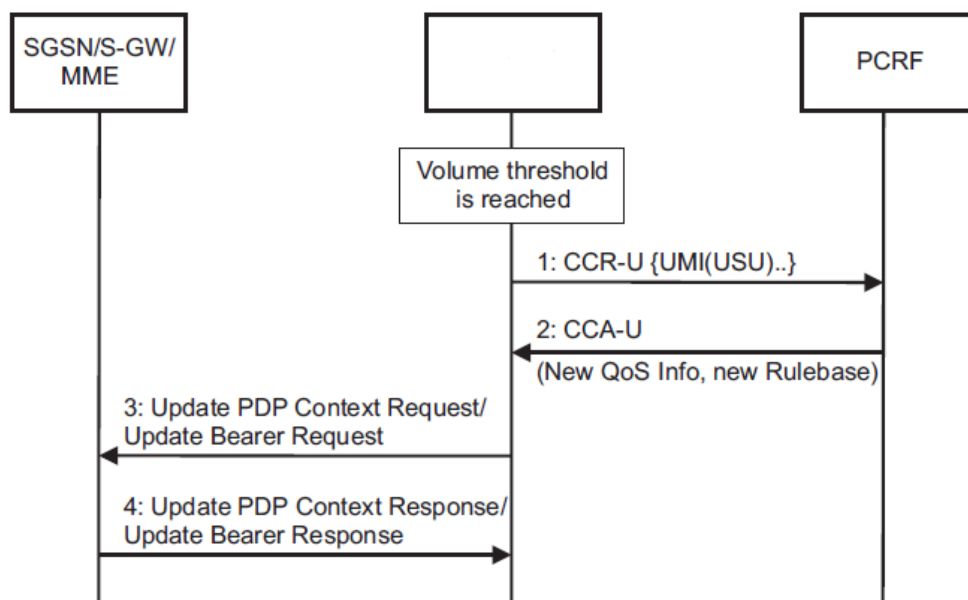 SGSN/S-GW/
MME
PCRF
Volume threshold
is reached
1: CCR-U {UMI(USU)..}
2: CCA-U
(New QoS Info, new Rulebase)
3: Update PDP Context Request/
Update Bearer Request
4: Update PDP Context Response/
Update Bearer Response